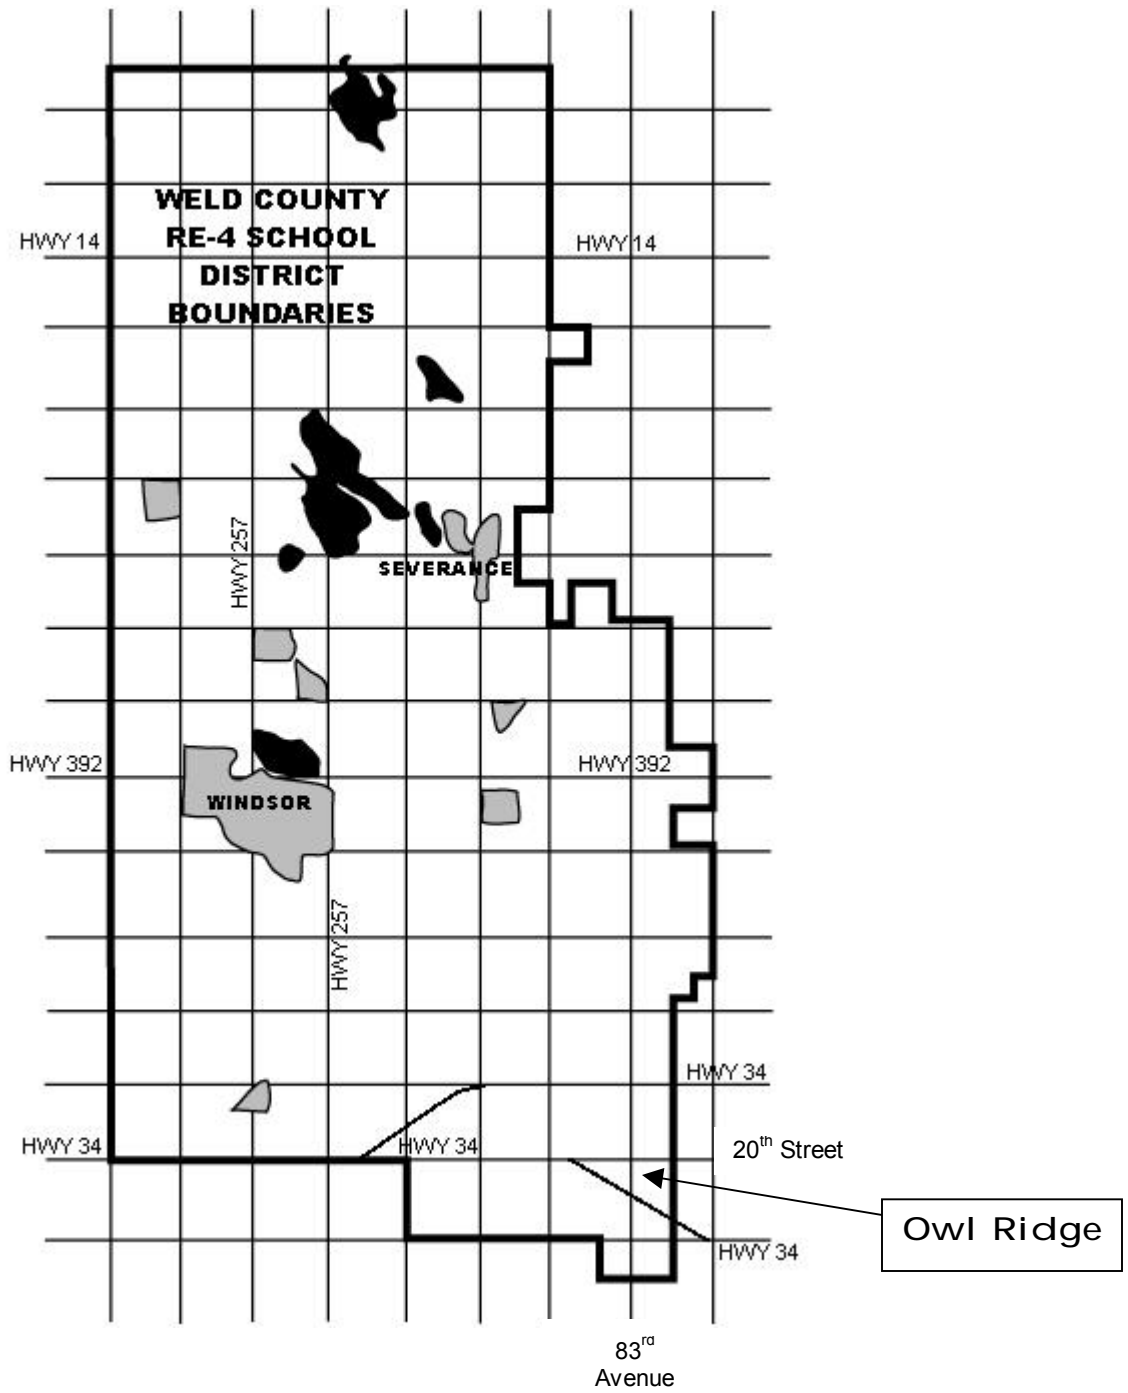 WELD COUNTY
RE-4 SCHOOL
DISTRICT
BOUNDARIES
HWY 14
HWY 14
HWY 257
SEVERANCE
HWY 392
HWY 392
WINDSOR
HWY 257
HWY 34
HWY 34
HWY 34
20th Street
Owl Ridge
HWY 34
83rd
Avenue